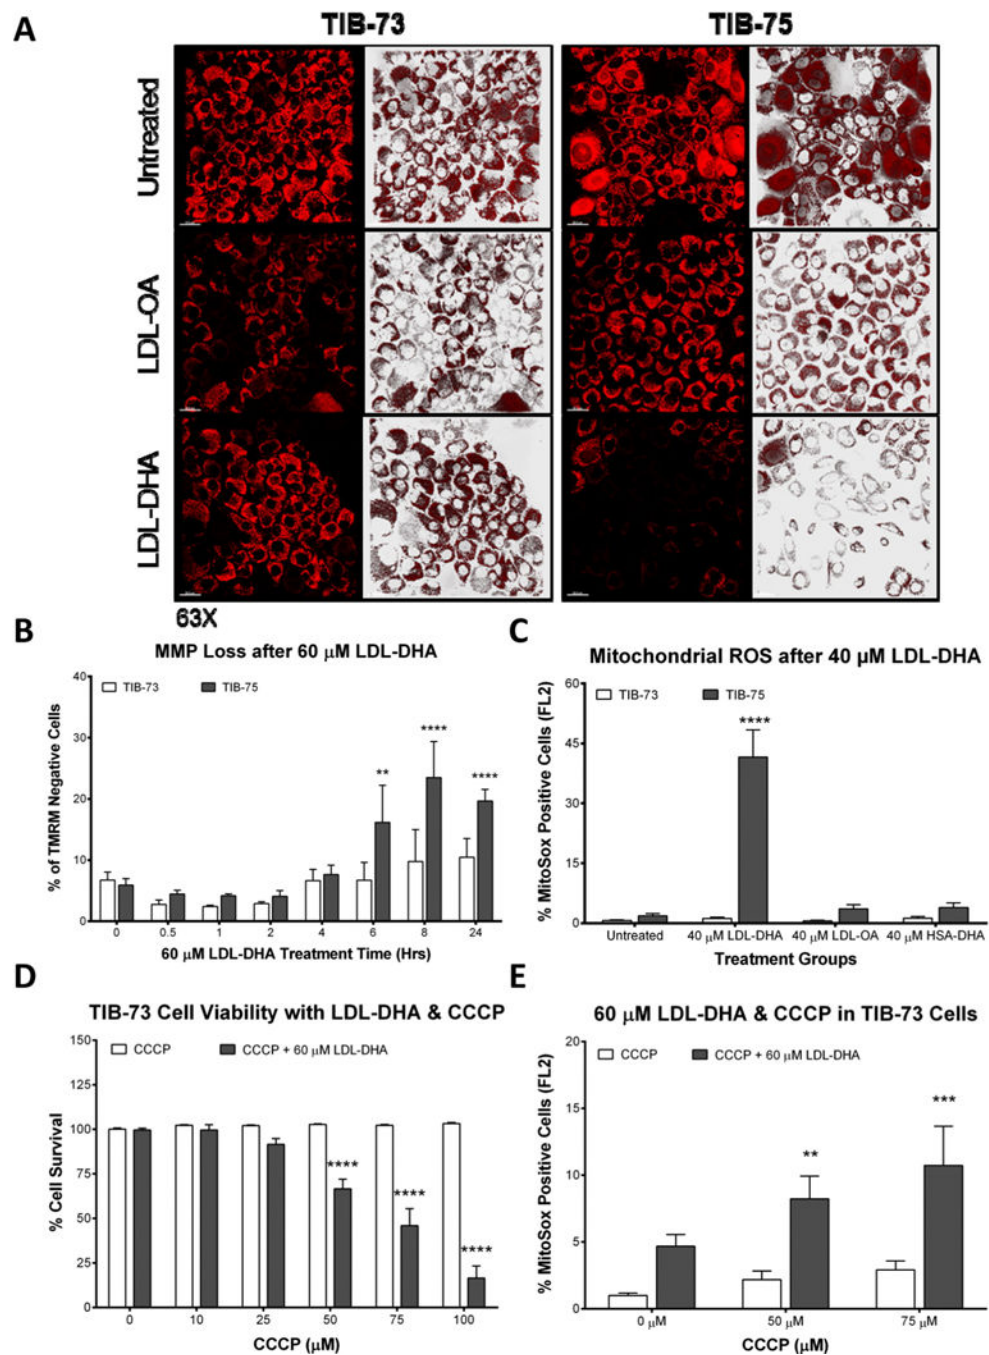 A
TIB-73
TIB-75
Untreated
LDL-OA
LDL-DHA
63X
B
MMP Loss after 60 μM LDL-DHA
TIB-73
TIB-75
% of TMRM Negative Cells
40
30
20
10
0
**
****
****
0
0.5
1
2
4
6
8
24
60 μM LDL-DHA Treatment Time (Hrs)
C
Mitochondrial ROS after 40 μM LDL-DHA
TIB-73
TIB-75
% MitoSox Positive Cells (FL2)
60
45
30
15
0
****
Untreated
40 μM LDL-DHA
40 μM LDL-OA
40 μM HSA-DHA
Treatment Groups
D
TIB-73 Cell Viability with LDL-DHA & CCCP
CCCP
CCCP + 60 μM LDL-DHA
% Cell Survival
150
125
100
75
50
25
0
****
****
****
0
10
25
50
75
100
CCCP (μM)
E
60 μM LDL-DHA & CCCP in TIB-73 Cells
CCCP
CCCP + 60 μM LDL-DHA
% MitoSox Positive Cells (FL2)
20
15
10
5
0
**
***
0 μM
50 μM
75 μM
CCCP (μM)